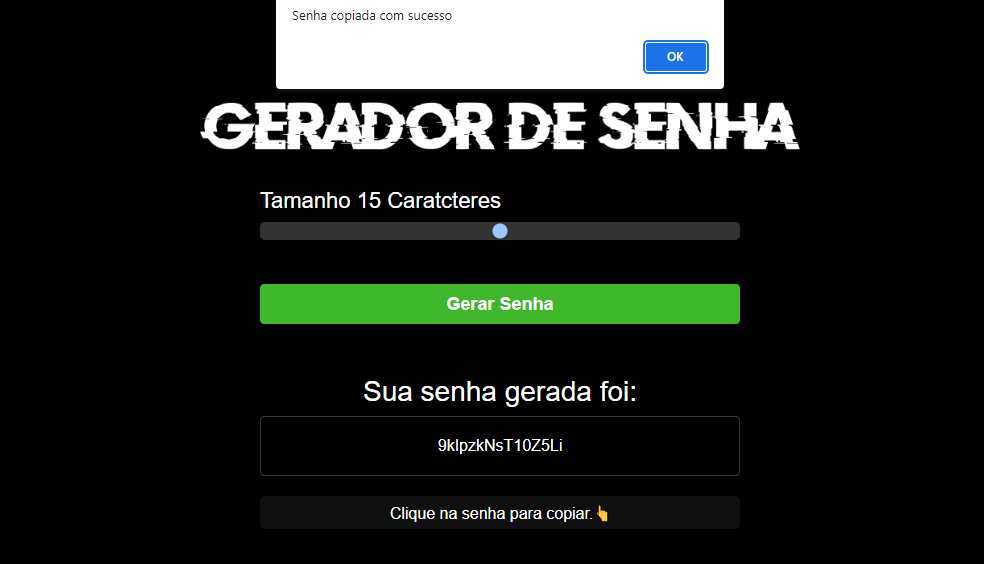 Senha copiada com sucesso
OK
GERADOR DE SENHA
Tamanho 15 Caratcteres
Gerar Senha
Sua senha gerada foi:
9klpzkNsT10Z5Li
Clique na senha para copiar.👆